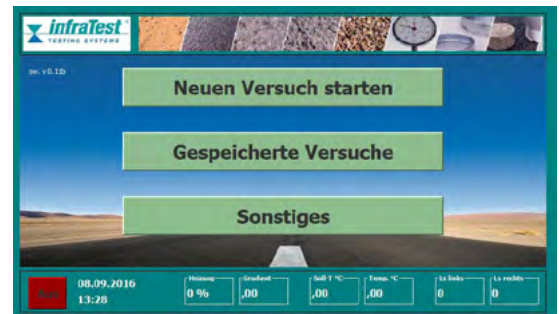 infraTest
TESTING SYSTEMS
sw. v0.11b
Neuen Versuch starten
Gespeicherte Versuche
Sonstiges
08.09.2016
13:28
Heizung
0 %
Gradient
,00
Soll-T °C
,00
Temp. °C
,00
Ls links
0
Ls rechts
0